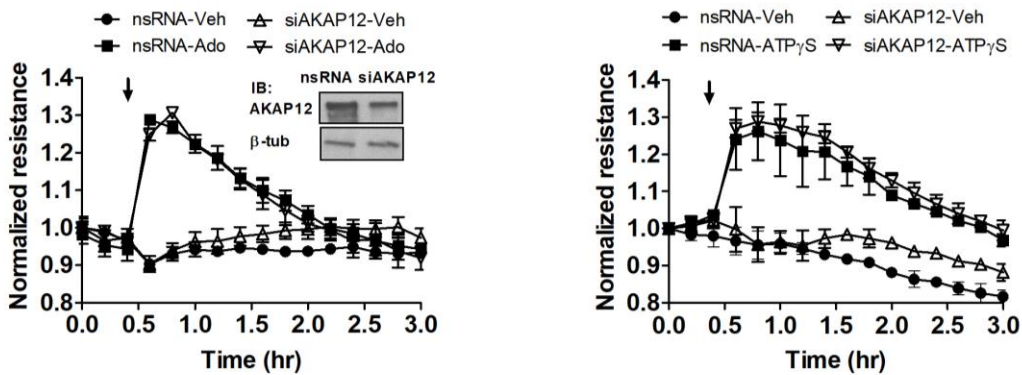 nsRNA-Veh siAKAP12-Veh
nsRNA-Ado siAKAP12-Ado
Normalized resistance
1.4
1.3
1.2
1.1
1.0
0.9
0.8
nsRNA siAKAP12
IB:
AKAP12
β-tub
0.0 0.5 1.0 1.5 2.0 2.5 3.0
Time (hr)
nsRNA-Veh siAKAP12-Veh
nsRNA-ATPγS siAKAP12-ATPγS
Normalized resistance
1.4
1.3
1.2
1.1
1.0
0.9
0.8
0.0 0.5 1.0 1.5 2.0 2.5 3.0
Time (hr)